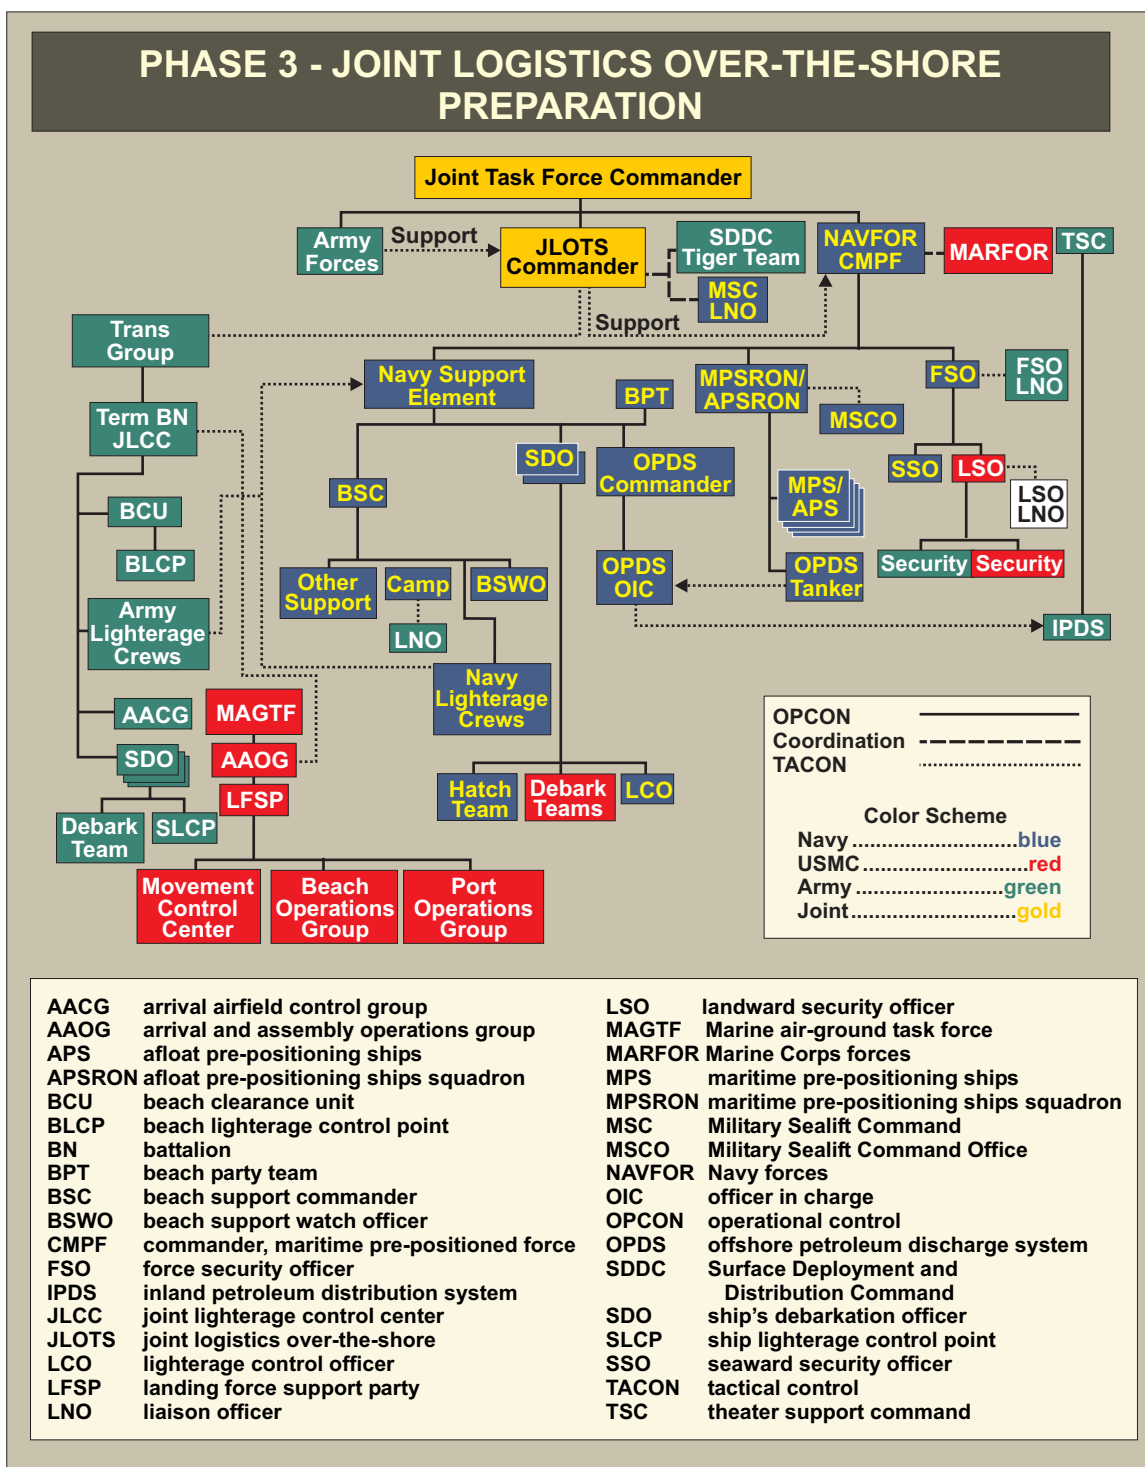 PHASE 3 - JOINT LOGISTICS OVER-THE-SHORE
PREPARATION
Joint Task Force Commander
Army
Forces
Support
JLOTS
Commander
SDDC
Tiger Team
MSC
LNO
NAVFOR
CMPF
MARFOR
TSC
Support
Trans
Group
Navy Support
Element
BPT
MPSRON/
APSRON
MSCO
FSO
FSO
LNO
Term BN
JLCC
SDO
OPDS
Commander
BSC
MPS/
APS
SSO
LSO
LSO
LNO
BCU
BLCP
Other
Support
Camp
BSWO
LNO
OPDS
OIC
OPDS
Tanker
Security
Security
IPDS
Army
Lighterage
Crews
Navy
Lighterage
Crews
AACG
MAGTF
SDO
AAOG
LFSP
Debark
Team
SLCP
Hatch
Team
Debark
Teams
LCO
Movement
Control
Center
Beach
Operations
Group
Port
Operations
Group
OPCON
Coordination
TACON
Color Scheme
Navy ............................blue
USMC ............................red
Army .........................green
Joint ............................gold
AACG arrival airfield control group
AAOG arrival and assembly operations group
APS afloat pre-positioning ships
APSRON afloat pre-positioning ships squadron
BCU beach clearance unit
BLCP beach lighterage control point
BN battalion
BPT beach party team
BSC beach support commander
BSWO beach support watch officer
CMPF commander, maritime pre-positioned force
FSO force security officer
IPDS inland petroleum distribution system
JLCC joint lighterage control center
JLOTS joint logistics over-the-shore
LCO lighterage control officer
LFSP landing force support party
LNO liaison officer
LSO landward security officer
MAGTF Marine air-ground task force
MARFOR Marine Corps forces
MPS maritime pre-positioning ships
MPSRON maritime pre-positioning ships squadron
MSC Military Sealift Command
MSCO Military Sealift Command Office
NAVFOR Navy forces
OIC officer in charge
OPCON operational control
OPDS offshore petroleum discharge system
SDDC Surface Deployment and
Distribution Command
SDO ship's debarkation officer
SLCP ship lighterage control point
SSO seaward security officer
TACON tactical control
TSC theater support command